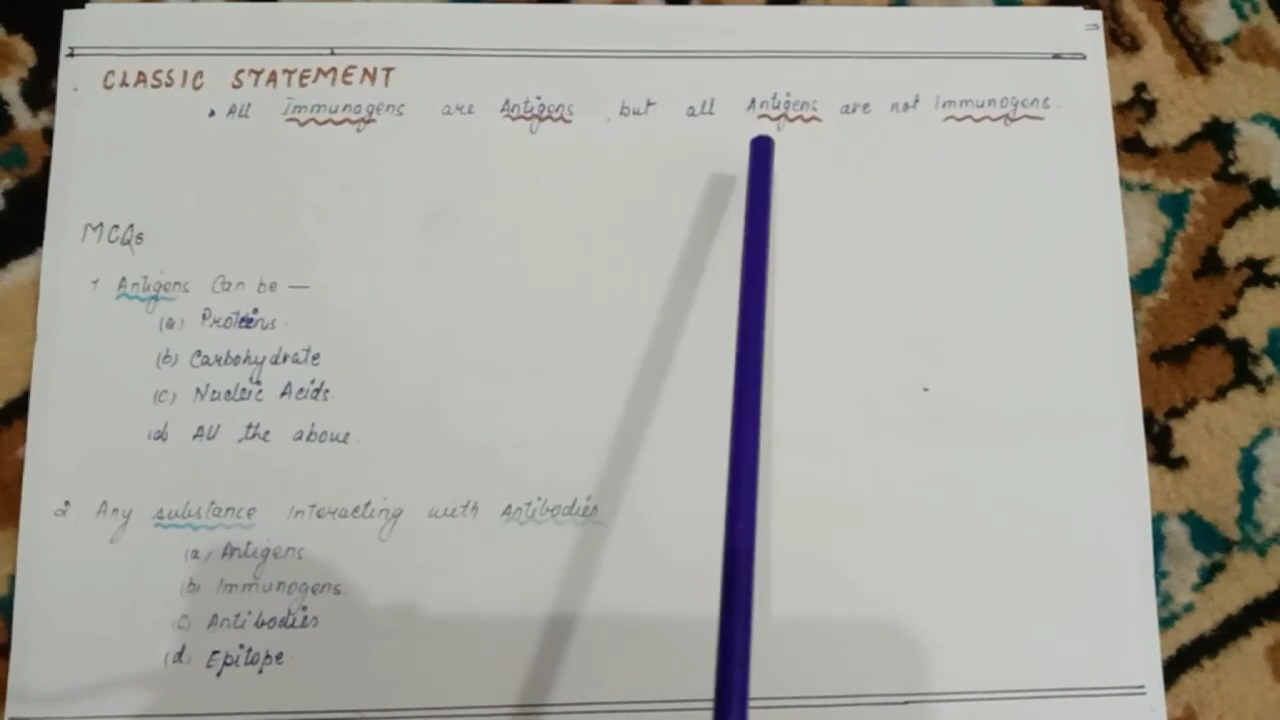 CLASSIC STATEMENT
• All immunogens are Antigens, but all Antigens are not immunogens.
MCQs
1 Antigens Can be —
(a) Proteins.
(b) Carbohydrate
(c) Nucleic Acids.
(d) All the above.
2 Any substance interacting with Antibodies
(a) Antigens
(b) Immunogens.
(c) Antibodies
(d) Epitope